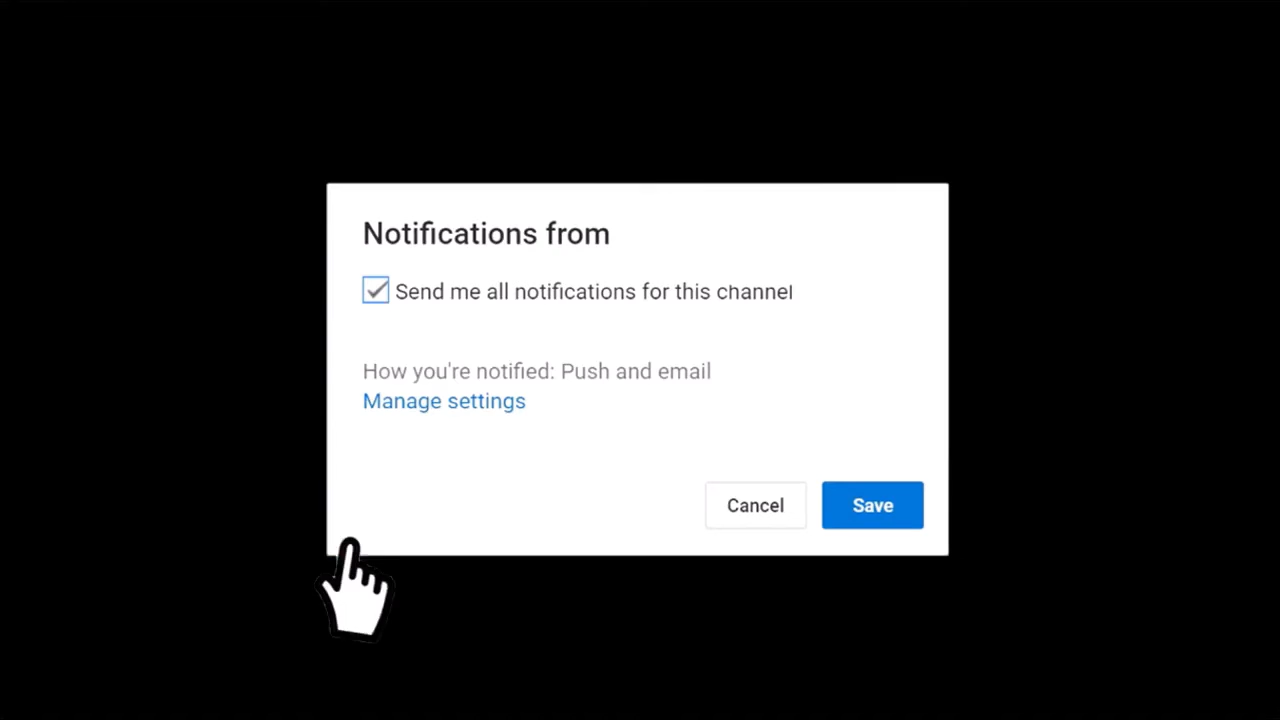 Notifications from
Send me all notifications for this channel
How you're notified: Push and email
Manage settings
Cancel Save